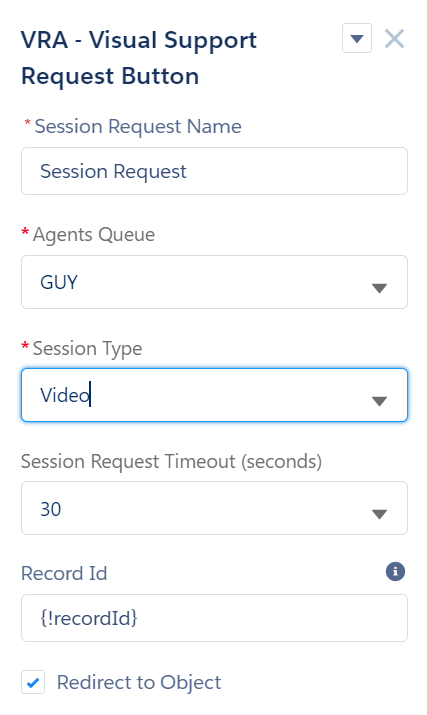 VRA - Visual Support
Request Button
* Session Request Name
Session Request
* Agents Queue
GUY
* Session Type
Video
Session Request Timeout (seconds)
30
Record Id
{!recordId}
Redirect to Object